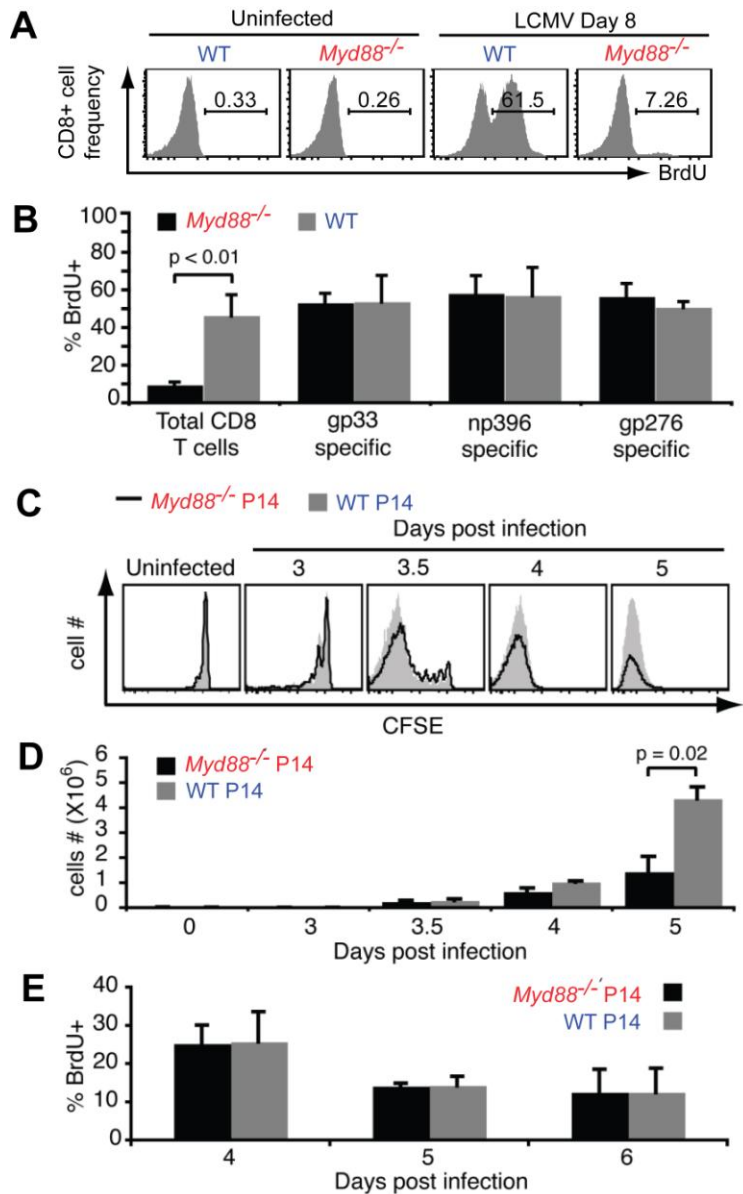 A
Uninfected
LCMV Day 8
WT
Myd88-/-
WT
Myd88-/-
CD8+ cell
frequency
0.33
0.26
61.5
7.26
BrdU
B
Myd88-/-
WT
% BrdU+
100
80
60
40
20
0
p < 0.01
Total CD8
T cells
gp33
specific
np396
specific
gp276
specific
C
Myd88-/- P14
WT P14
Days post infection
Uninfected
3
3.5
4
5
cell #
CFSE
D
Myd88-/- P14
WT P14
cells # (X10⁶)
6
5
4
3
2
1
0
p = 0.02
0
3
3.5
4
5
Days post infection
E
Myd88-/- P14
WT P14
% BrdU+
40
30
20
10
0
4
5
6
Days post infection